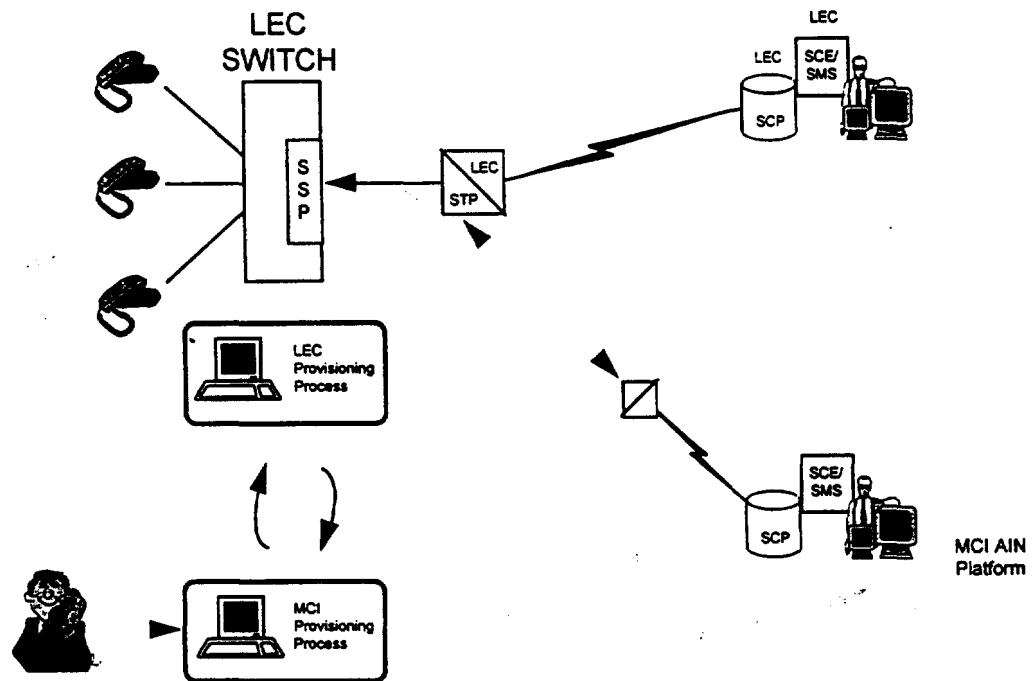 LEC
SWITCH
S
S
P
LEC
STP
LEC
LEC
SCP
SCE/
SMS
LEC
Provisioning
Process
SCE/
SMS
SCP
MCI AIN
Platform
MCI
Provisioning
Process